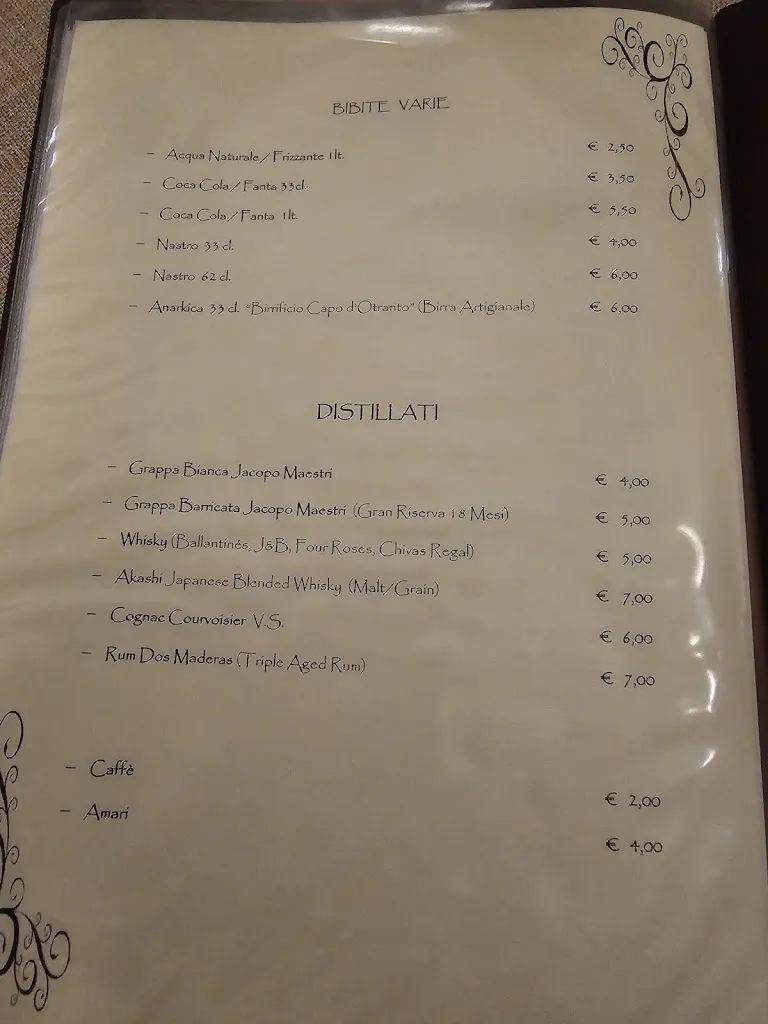 BIBITE VARIE
– Acqua Naturale / Frizzante 1lt. € 2,50
– Coca Cola / Fanta 33cl. € 3,50
– Coca Cola / Fanta 1lt. € 5,50
– Nastro 33 cl. € 4,00
– Nastro 62 cl. € 6,00
– Anarkica 33 cl. "Birrificio Capo d'Otranto" (Birra Artigianale) € 6,00
DISTILLATI
– Grappa Bianca Jacopo Maestri € 4,00
– Grappa Barricata Jacopo Maestri (Gran Riserva 18 Mesi) € 5,00
– Whisky (Ballantinés, J&B, Four Roses, Chivas Regal) € 5,00
– Akashi Japanese Blended Whisky (Malt/Grain) € 7,00
– Cognac Courvoisier V.S. € 6,00
– Rum Dos Maderas (Triple Aged Rum) € 7,00
– Caffè € 2,00
– Amari € 4,00